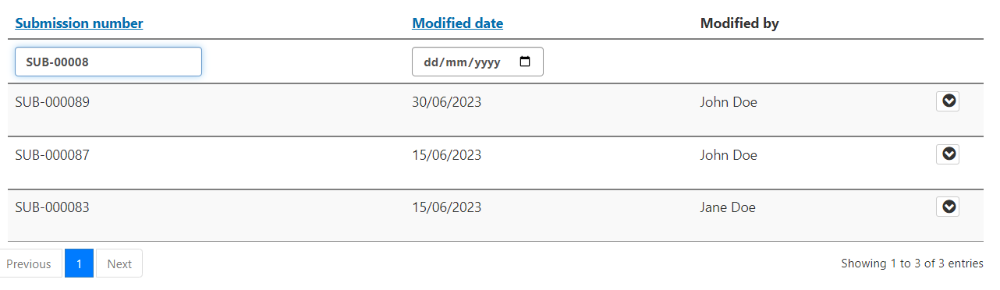 Submission number Modified date Modified by
SUB-00008 dd/mm/yyyy
SUB-000089 30/06/2023 John Doe
SUB-000087 15/06/2023 John Doe
SUB-000083 15/06/2023 Jane Doe
Previous 1 Next Showing 1 to 3 of 3 entries